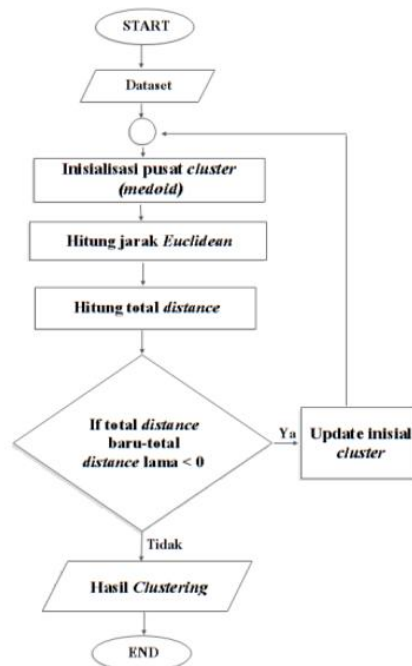 START
Dataset
Inisialisasi pusat cluster
(medoid)
Hitung jarak Euclidean
Hitung total distance
If total distance
baru-total
distance lama < 0
Ya
Update inisial
cluster
Tidak
Hasil Clustering
END